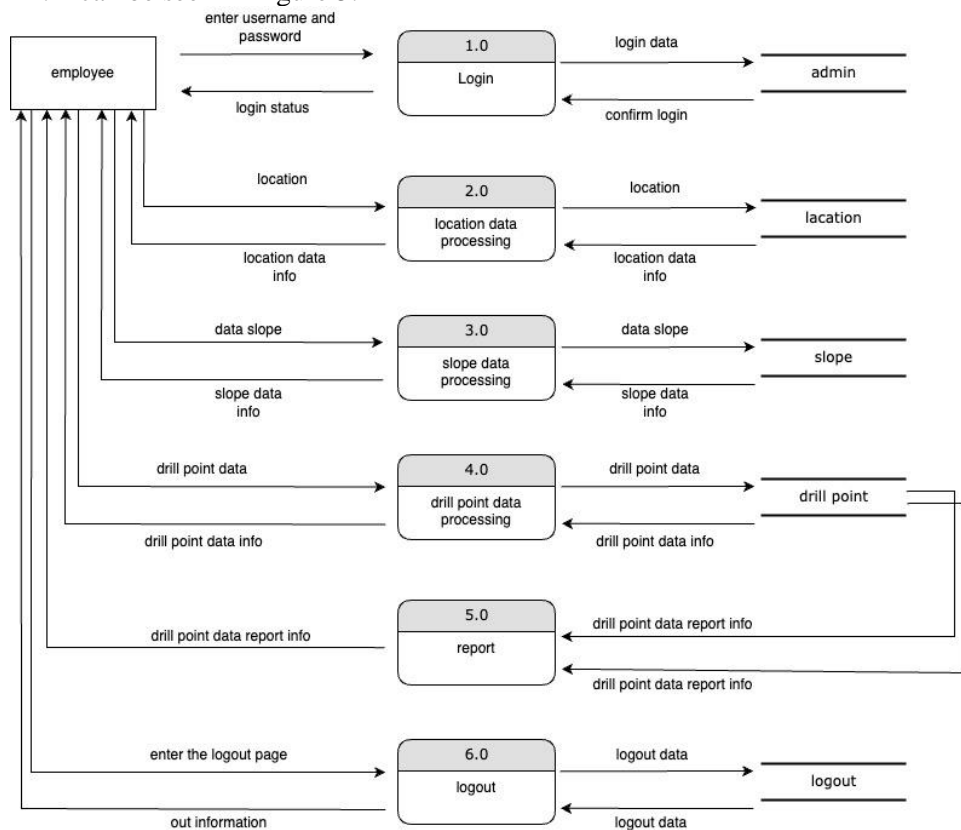 enter username and
password
1.0
login data
employee
Login
admin
login status
confirm login
location
2.0
location
location data
processing
lacation
location data
info
location data
info
data slope
3.0
data slope
slope data
processing
slope
slope data
info
slope data
info
drill point data
4.0
drill point data
drill point data
processing
drill point
drill point data info
drill point data info
5.0
drill point data report info
drill point data report info
report
drill point data report info
enter the logout page
6.0
logout data
logout
logout
out information
logout data